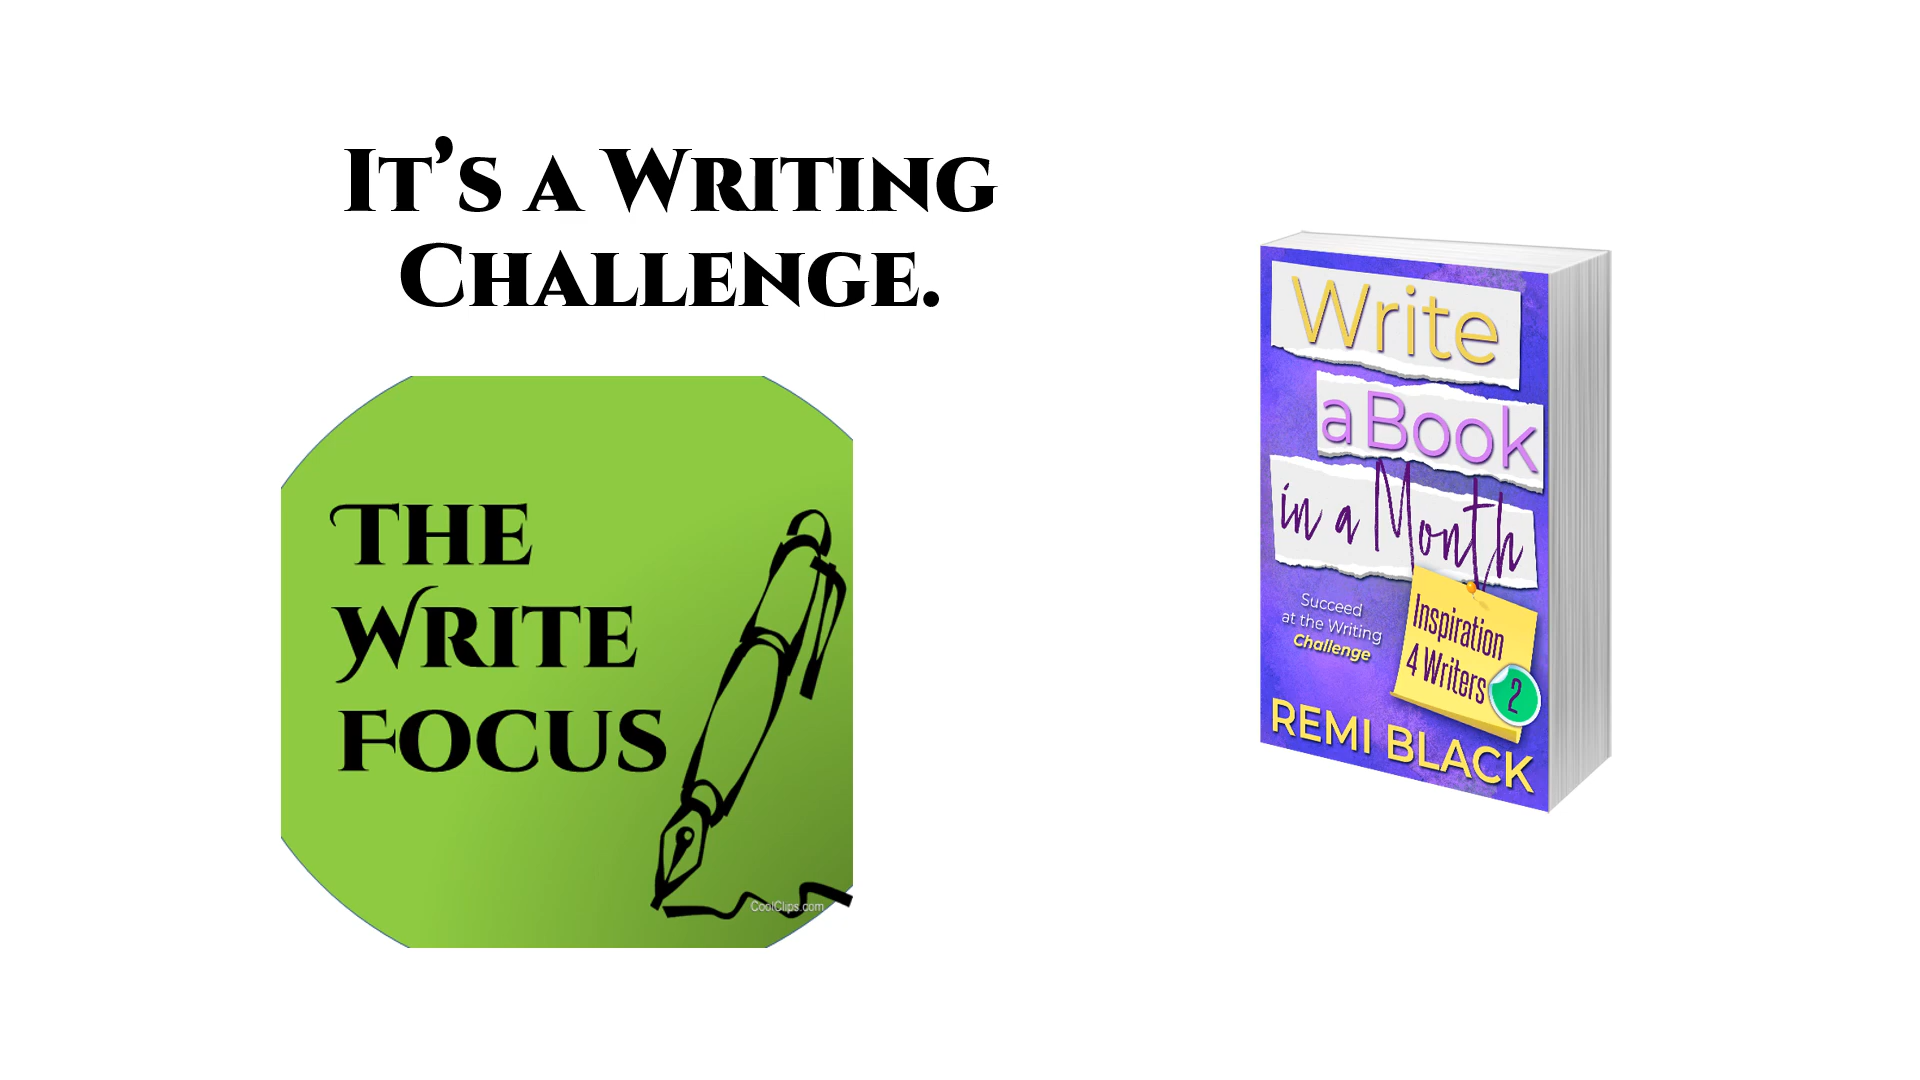 It's a Writing
Challenge.
The
Write
Focus
CoolClips.com
Write
a Book
in a Month
Succeed
at the Writing
Challenge
Inspiration
4 Writers
2
REMI BLACK